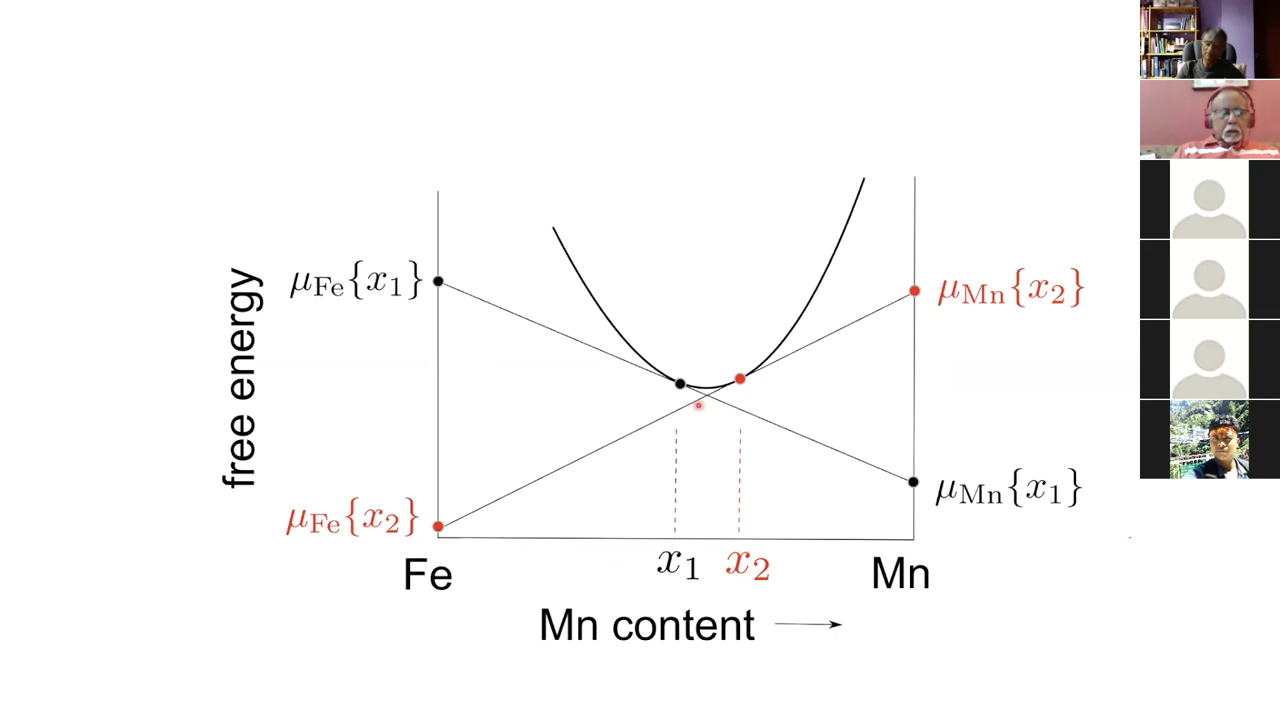 μFe{x1}
μMn{x2}
free energy
μMn{x1}
μFe{x2}
x1 x2
Fe Mn
Mn content